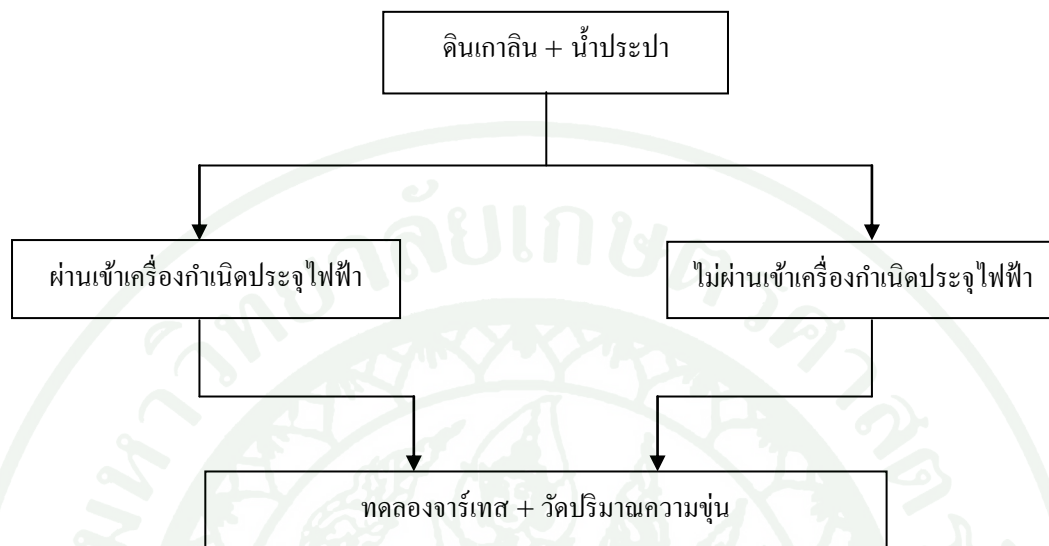 ดินเกาลิน + น้ำประปา
ผ่านเข้าเครื่องกำเนิดประจุไฟฟ้า
ไม่ผ่านเข้าเครื่องกำเนิดประจุไฟฟ้า
ทดลองจาร์เทส + วัดปริมาณความขุ่น